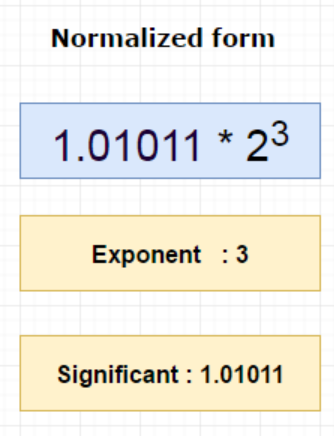 Normalized form
1.01011 * 2³
Exponent : 3
Significant : 1.01011